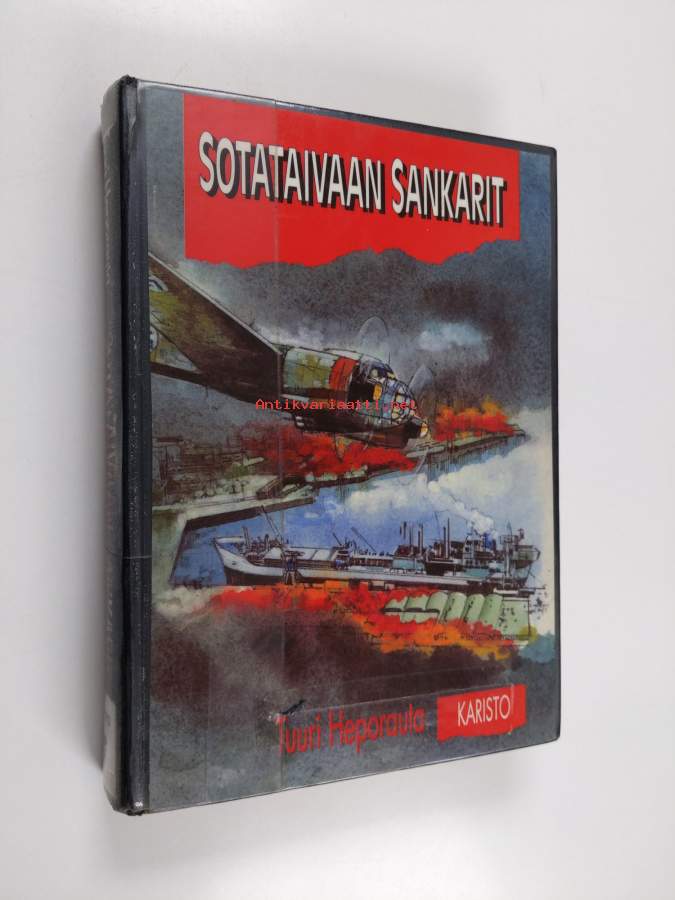 SOTATAIVAAN SANKARIT
Antikvariaatti.net
Tuuri Heporauta
KARISTO